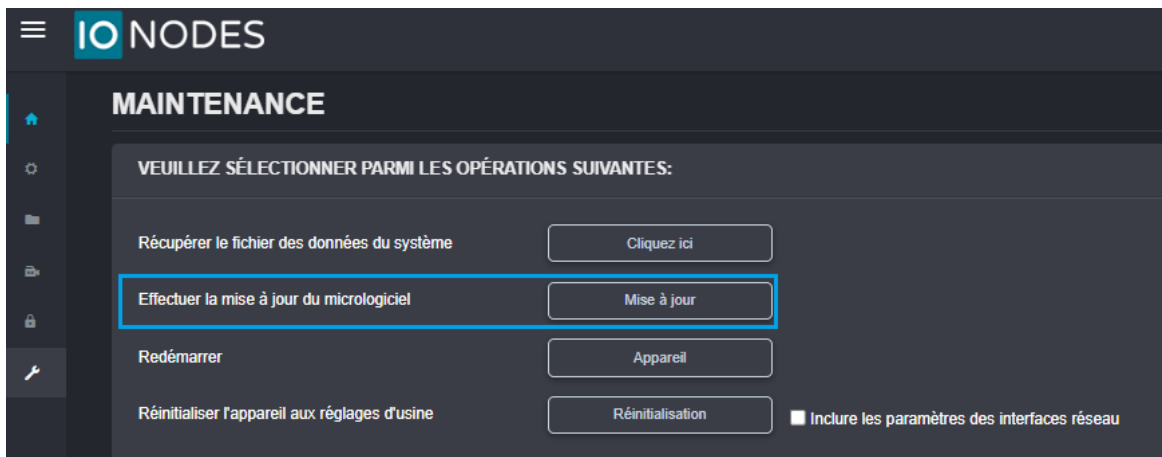 IO NODES
MAINTENANCE
VEUILLEZ SÉLECTIONNER PARMI LES OPÉRATIONS SUIVANTES:
Récupérer le fichier des données du système Cliquez ici
Effectuer la mise à jour du micrologiciel Mise à jour
Redémarrer Appareil
Réinitialiser l'appareil aux réglages d'usine Réinitialisation Inclure les paramètres des interfaces réseau